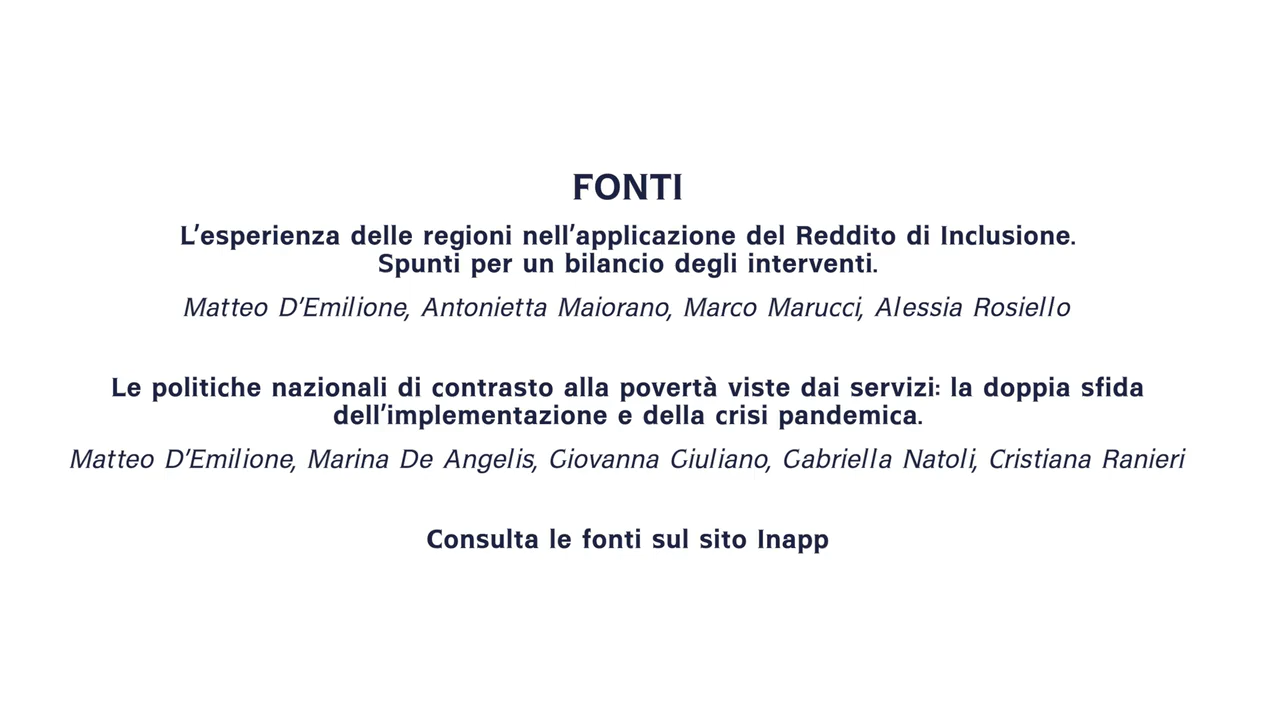 FONTI
L'esperienza delle regioni nell'applicazione del Reddito di Inclusione.
Spunti per un bilancio degli interventi.
Matteo D'Emilione, Antonietta Maiorano, Marco Marucci, Alessia Rosiello
Le politiche nazionali di contrasto alla povertà viste dai servizi: la doppia sfida
dell'implementazione e della crisi pandemica.
Matteo D'Emilione, Marina De Angelis, Giovanna Giuliano, Gabriella Natoli, Cristiana Ranieri
Consulta le fonti sul sito Inapp